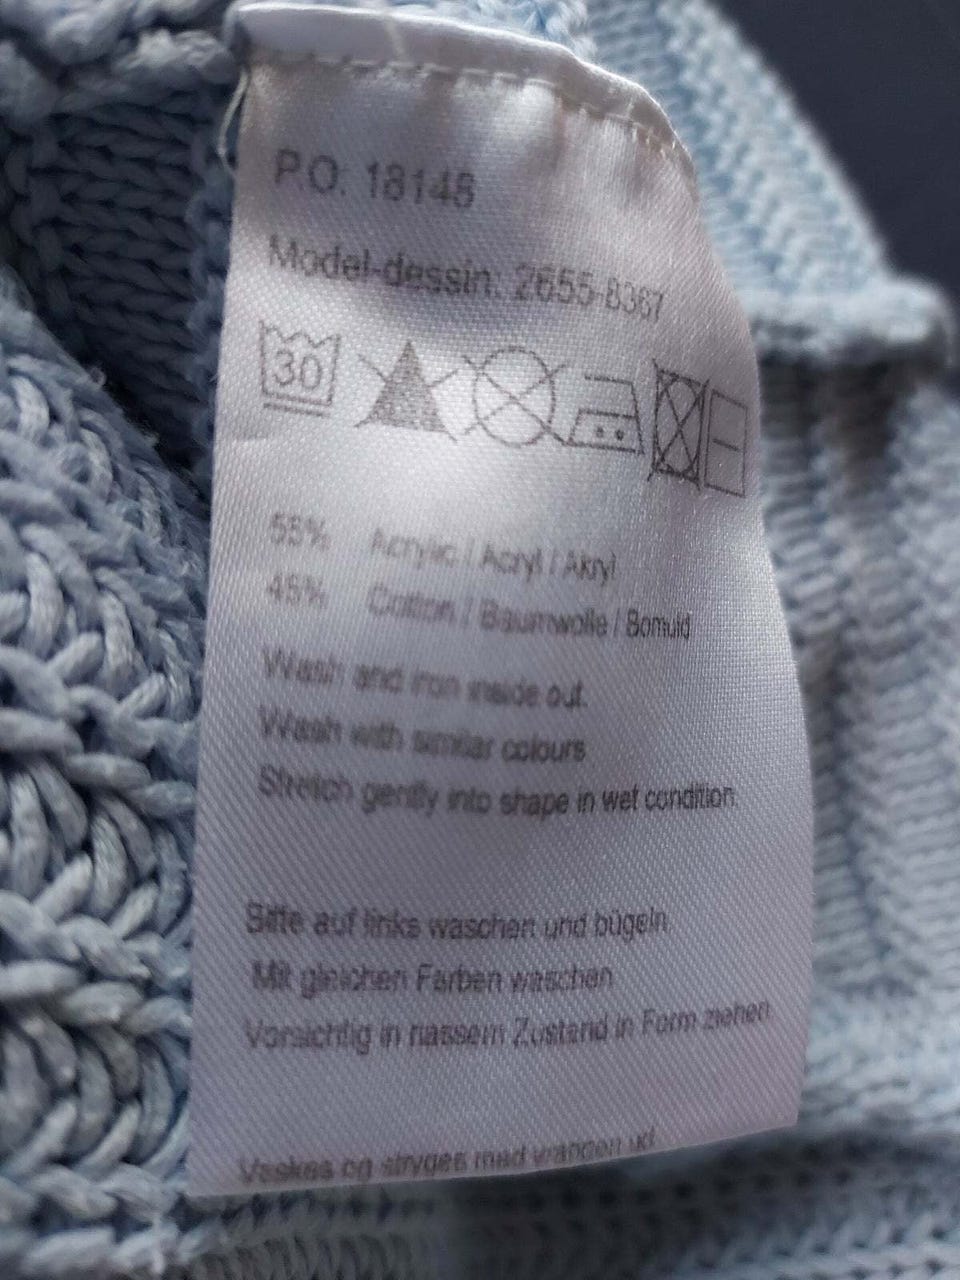 P.O. 18148
Model-dessin: 2655-8367
30
55% Acrylic / Acryl / Akryl
45% Cotton / Baumwolle / Bomuld
Wash and iron inside out.
Wash with similar colours
Stretch gently into shape in wet condition.
Bitte auf links waschen und bügeln.
Mit gleichen Farben waschen
Vorsichtig in nassem Zustand in Form ziehen
Vaskes og stryges med vrangen ud